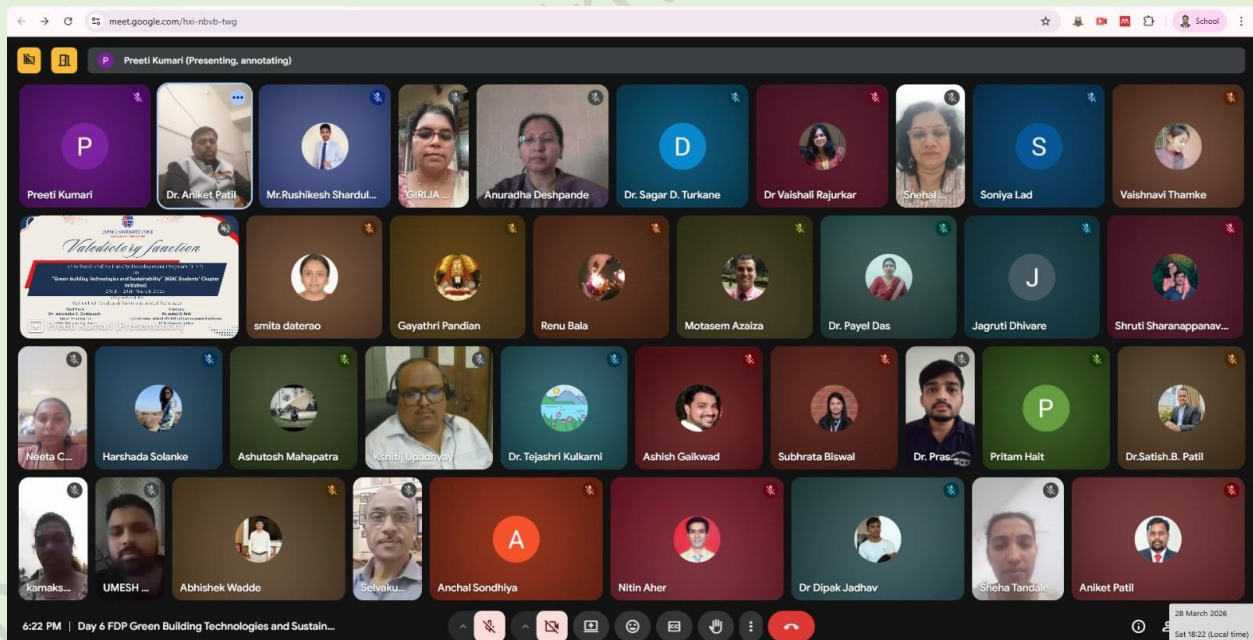 meet.google.com/hxi-nbvb-twg
School
P
Preeti Kumari (Presenting, annotating)
P
D
S
Preeti Kumari
Dr. Aniket Patil
Mr.Rushikesh Shardul...
GIRIJA ...
Anuradha Deshpande
Dr. Sagar D. Turkane
Dr Vaishali Rajurkar
Snehal
Soniya Lad
Vaishnavi Thamke
Valedictory function
"Green Building Technologies and Sustainability" IGBC Students' Chapter
Preeti Kumari (Presentation)
J
smita daterao
Gayathri Pandian
Renu Bala
Motasem Azaiza
Dr. Payel Das
Jagruti Dhivare
Shruti Sharanappanav...
P
Neeta C...
Harshada Solanke
Ashutosh Mahapatra
Kshitij Upadhyay
Dr. Tejashri Kulkarni
Ashish Gaikwad
Subhrata Biswal
Dr. Pras...
Pritam Hait
Dr.Satish.B. Patil
A
kamaks...
UMESH ...
Abhishek Wadde
Selvaku...
Anchal Sondhiya
Nitin Aher
Dr Dipak Jadhav
Sneha Tandale
Aniket Patil
6:22 PM | Day 6 FDP Green Building Technologies and Sustain...
28 March 2026
Sat 18:22 (Local time)